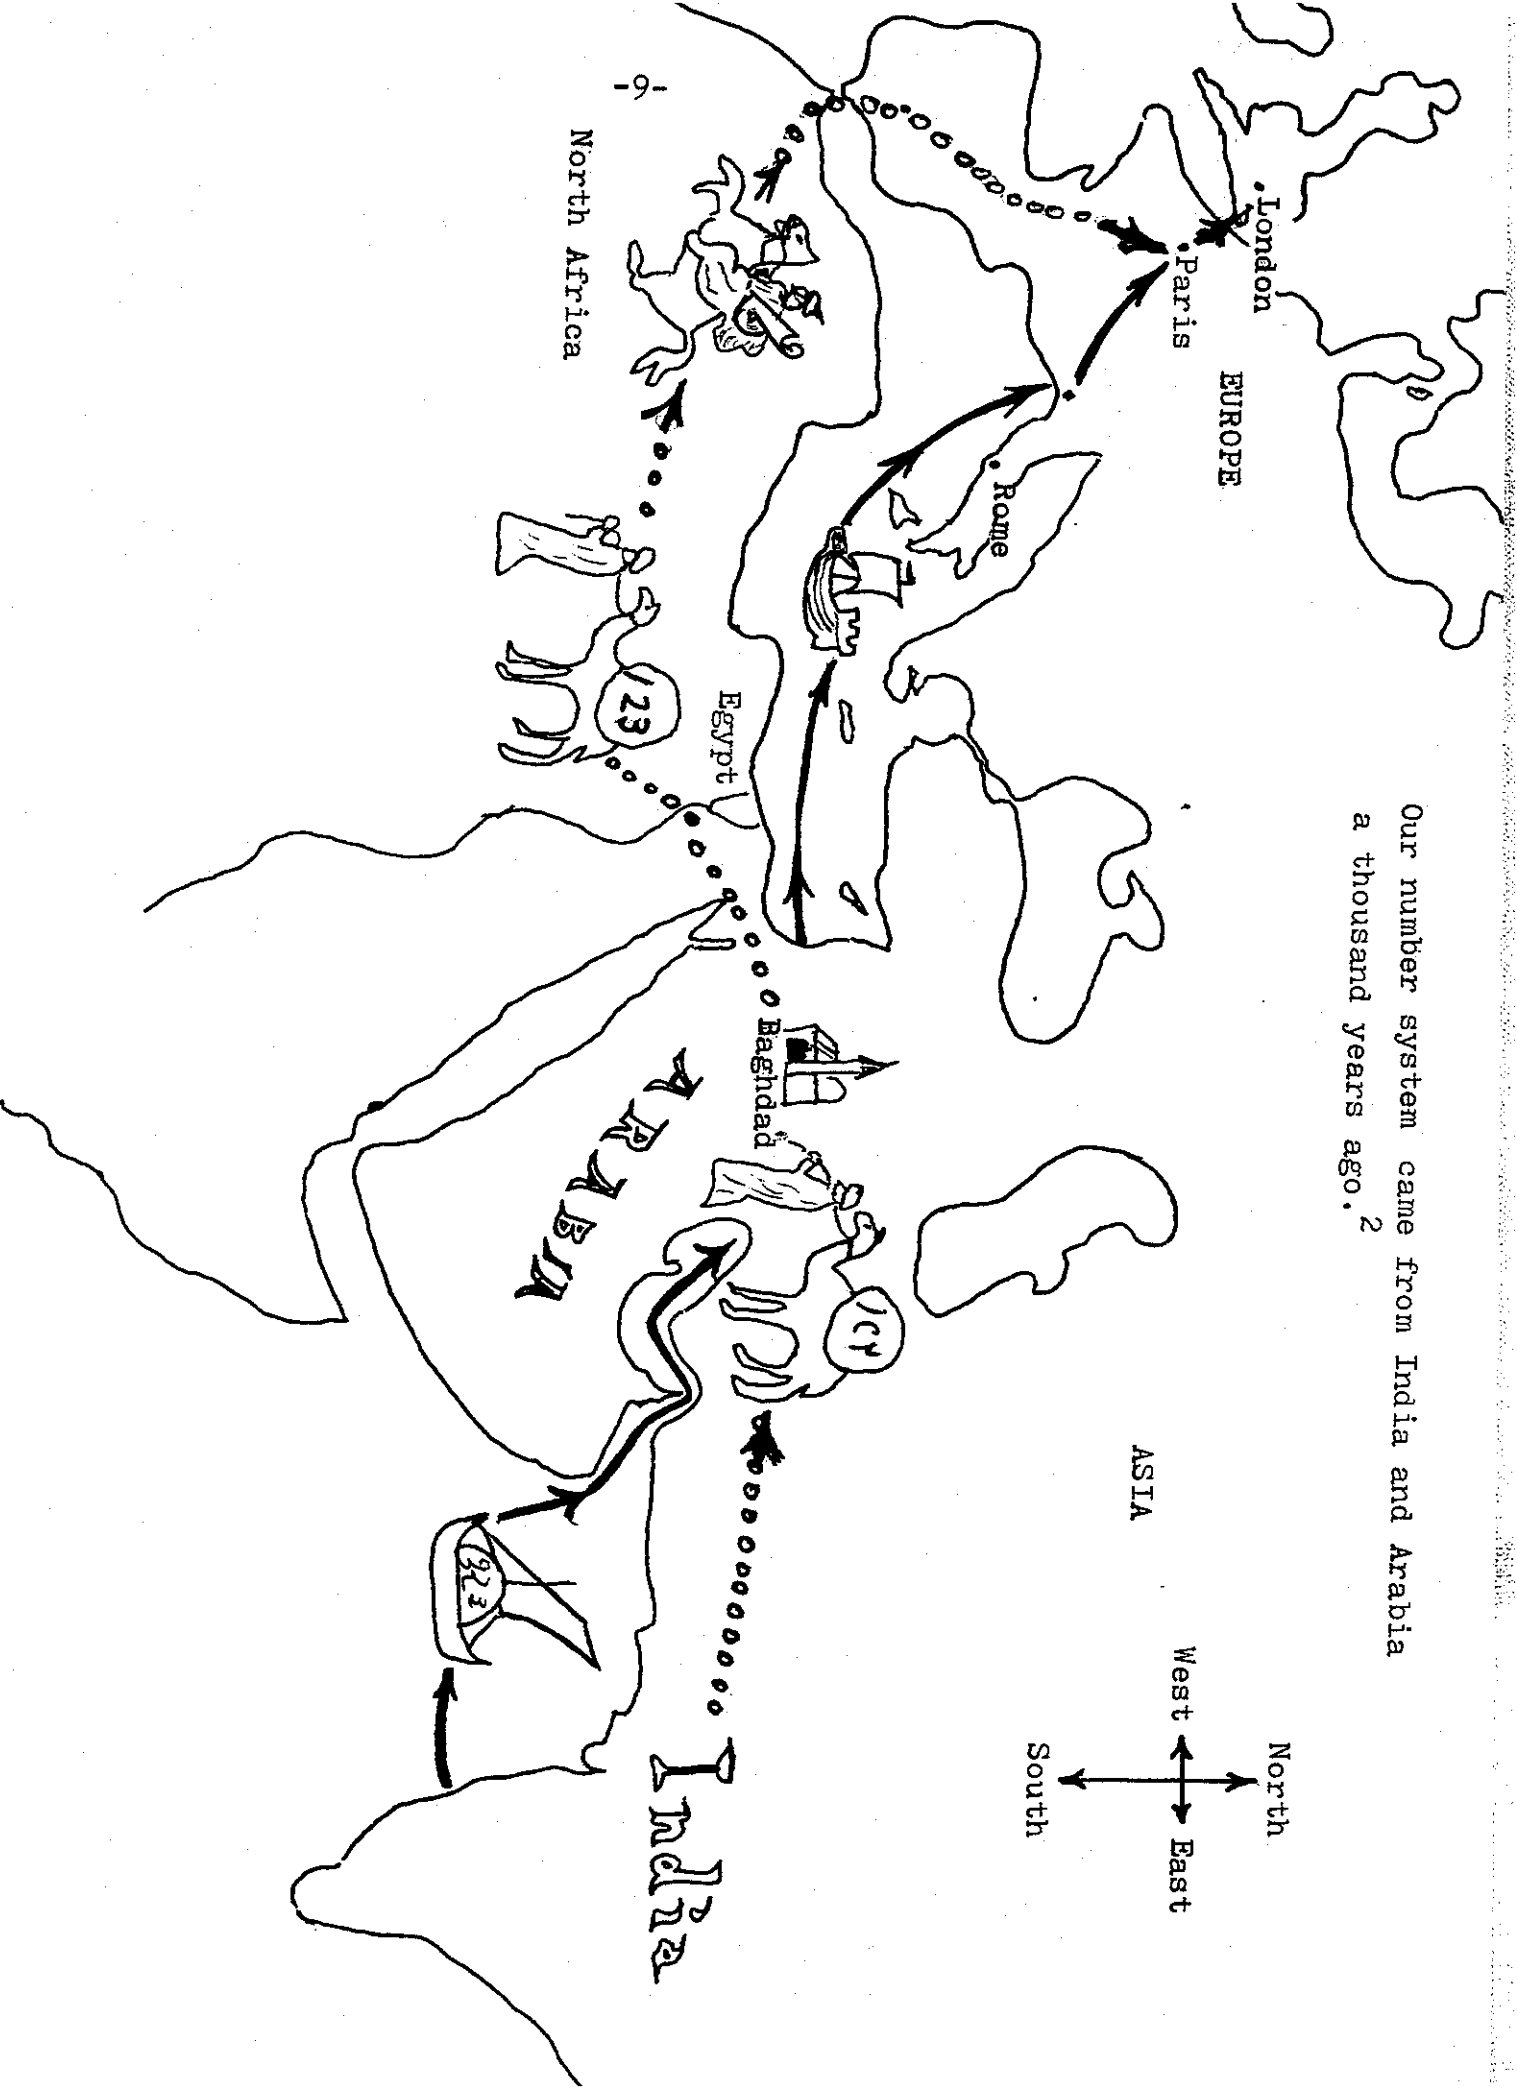 Our number system came from India and Arabia
a thousand years ago.2
North
West East
South
ASIA
EUROPE
.London
.Paris
Rome
Baghdad
ARABIA
Egypt
123
India
North Africa
-9-